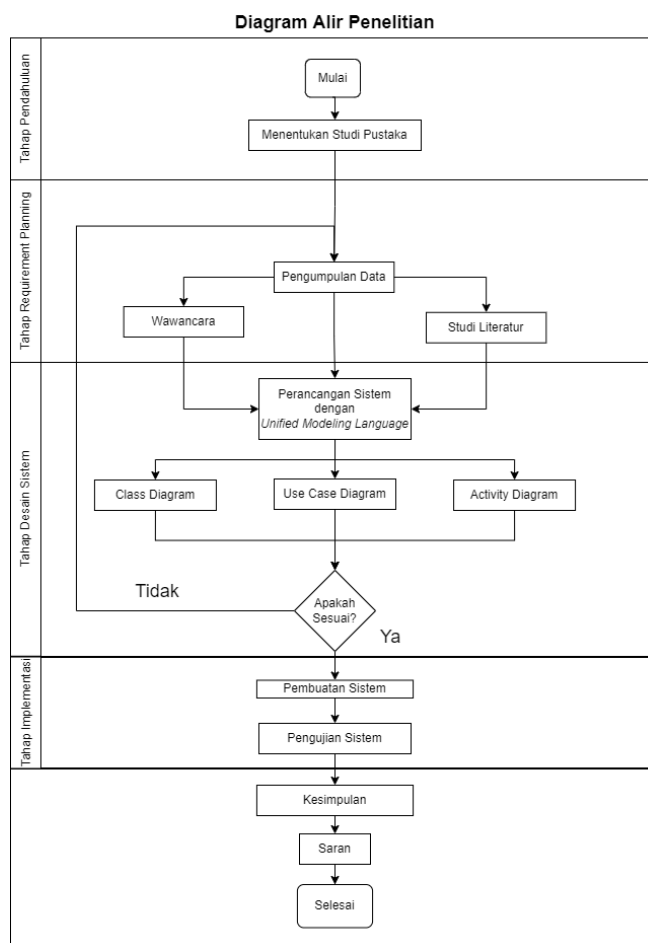 Diagram Alir Penelitian
Tahap Pendahuluan
Mulai
Menentukan Studi Pustaka
Tahap Requirement Planning
Pengumpulan Data
Wawancara
Studi Literatur
Tahap Desain Sistem
Perancangan Sistem
dengan
Unified Modeling Language
Class Diagram
Use Case Diagram
Activity Diagram
Tidak
Apakah
Sesuai?
Ya
Tahap Implementasi
Pembuatan Sistem
Pengujian Sistem
Kesimpulan
Saran
Selesai